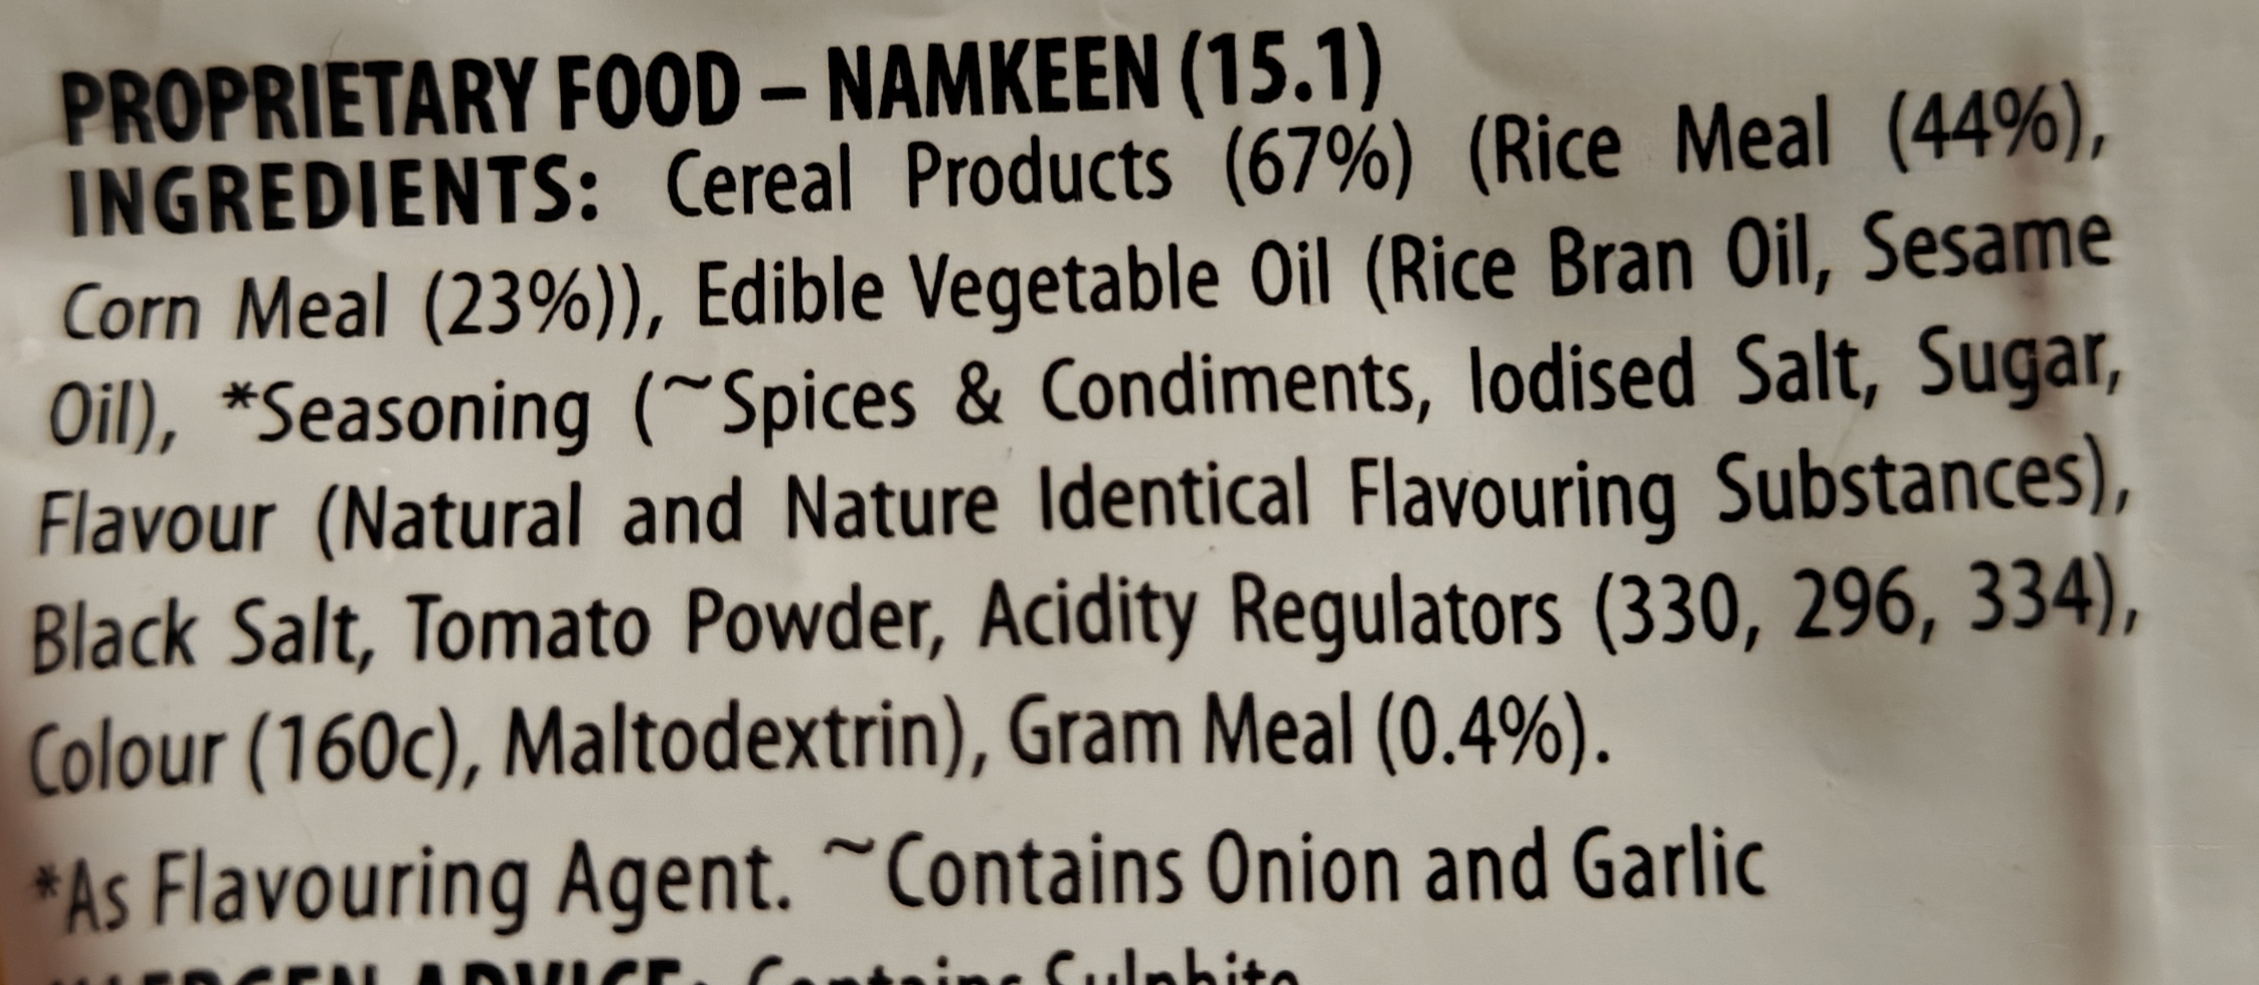 PROPRIETARY FOOD – NAMKEEN (15.1)
INGREDIENTS: Cereal Products (67%) (Rice Meal (44%),
Corn Meal (23%)), Edible Vegetable Oil (Rice Bran Oil, Sesame
Oil), *Seasoning (~Spices & Condiments, Iodised Salt, Sugar,
Flavour (Natural and Nature Identical Flavouring Substances),
Black Salt, Tomato Powder, Acidity Regulators (330, 296, 334),
Colour (160c), Maltodextrin), Gram Meal (0.4%).
*As Flavouring Agent. ~Contains Onion and Garlic
ALLERGEN ADVICE: Contains Sulphite